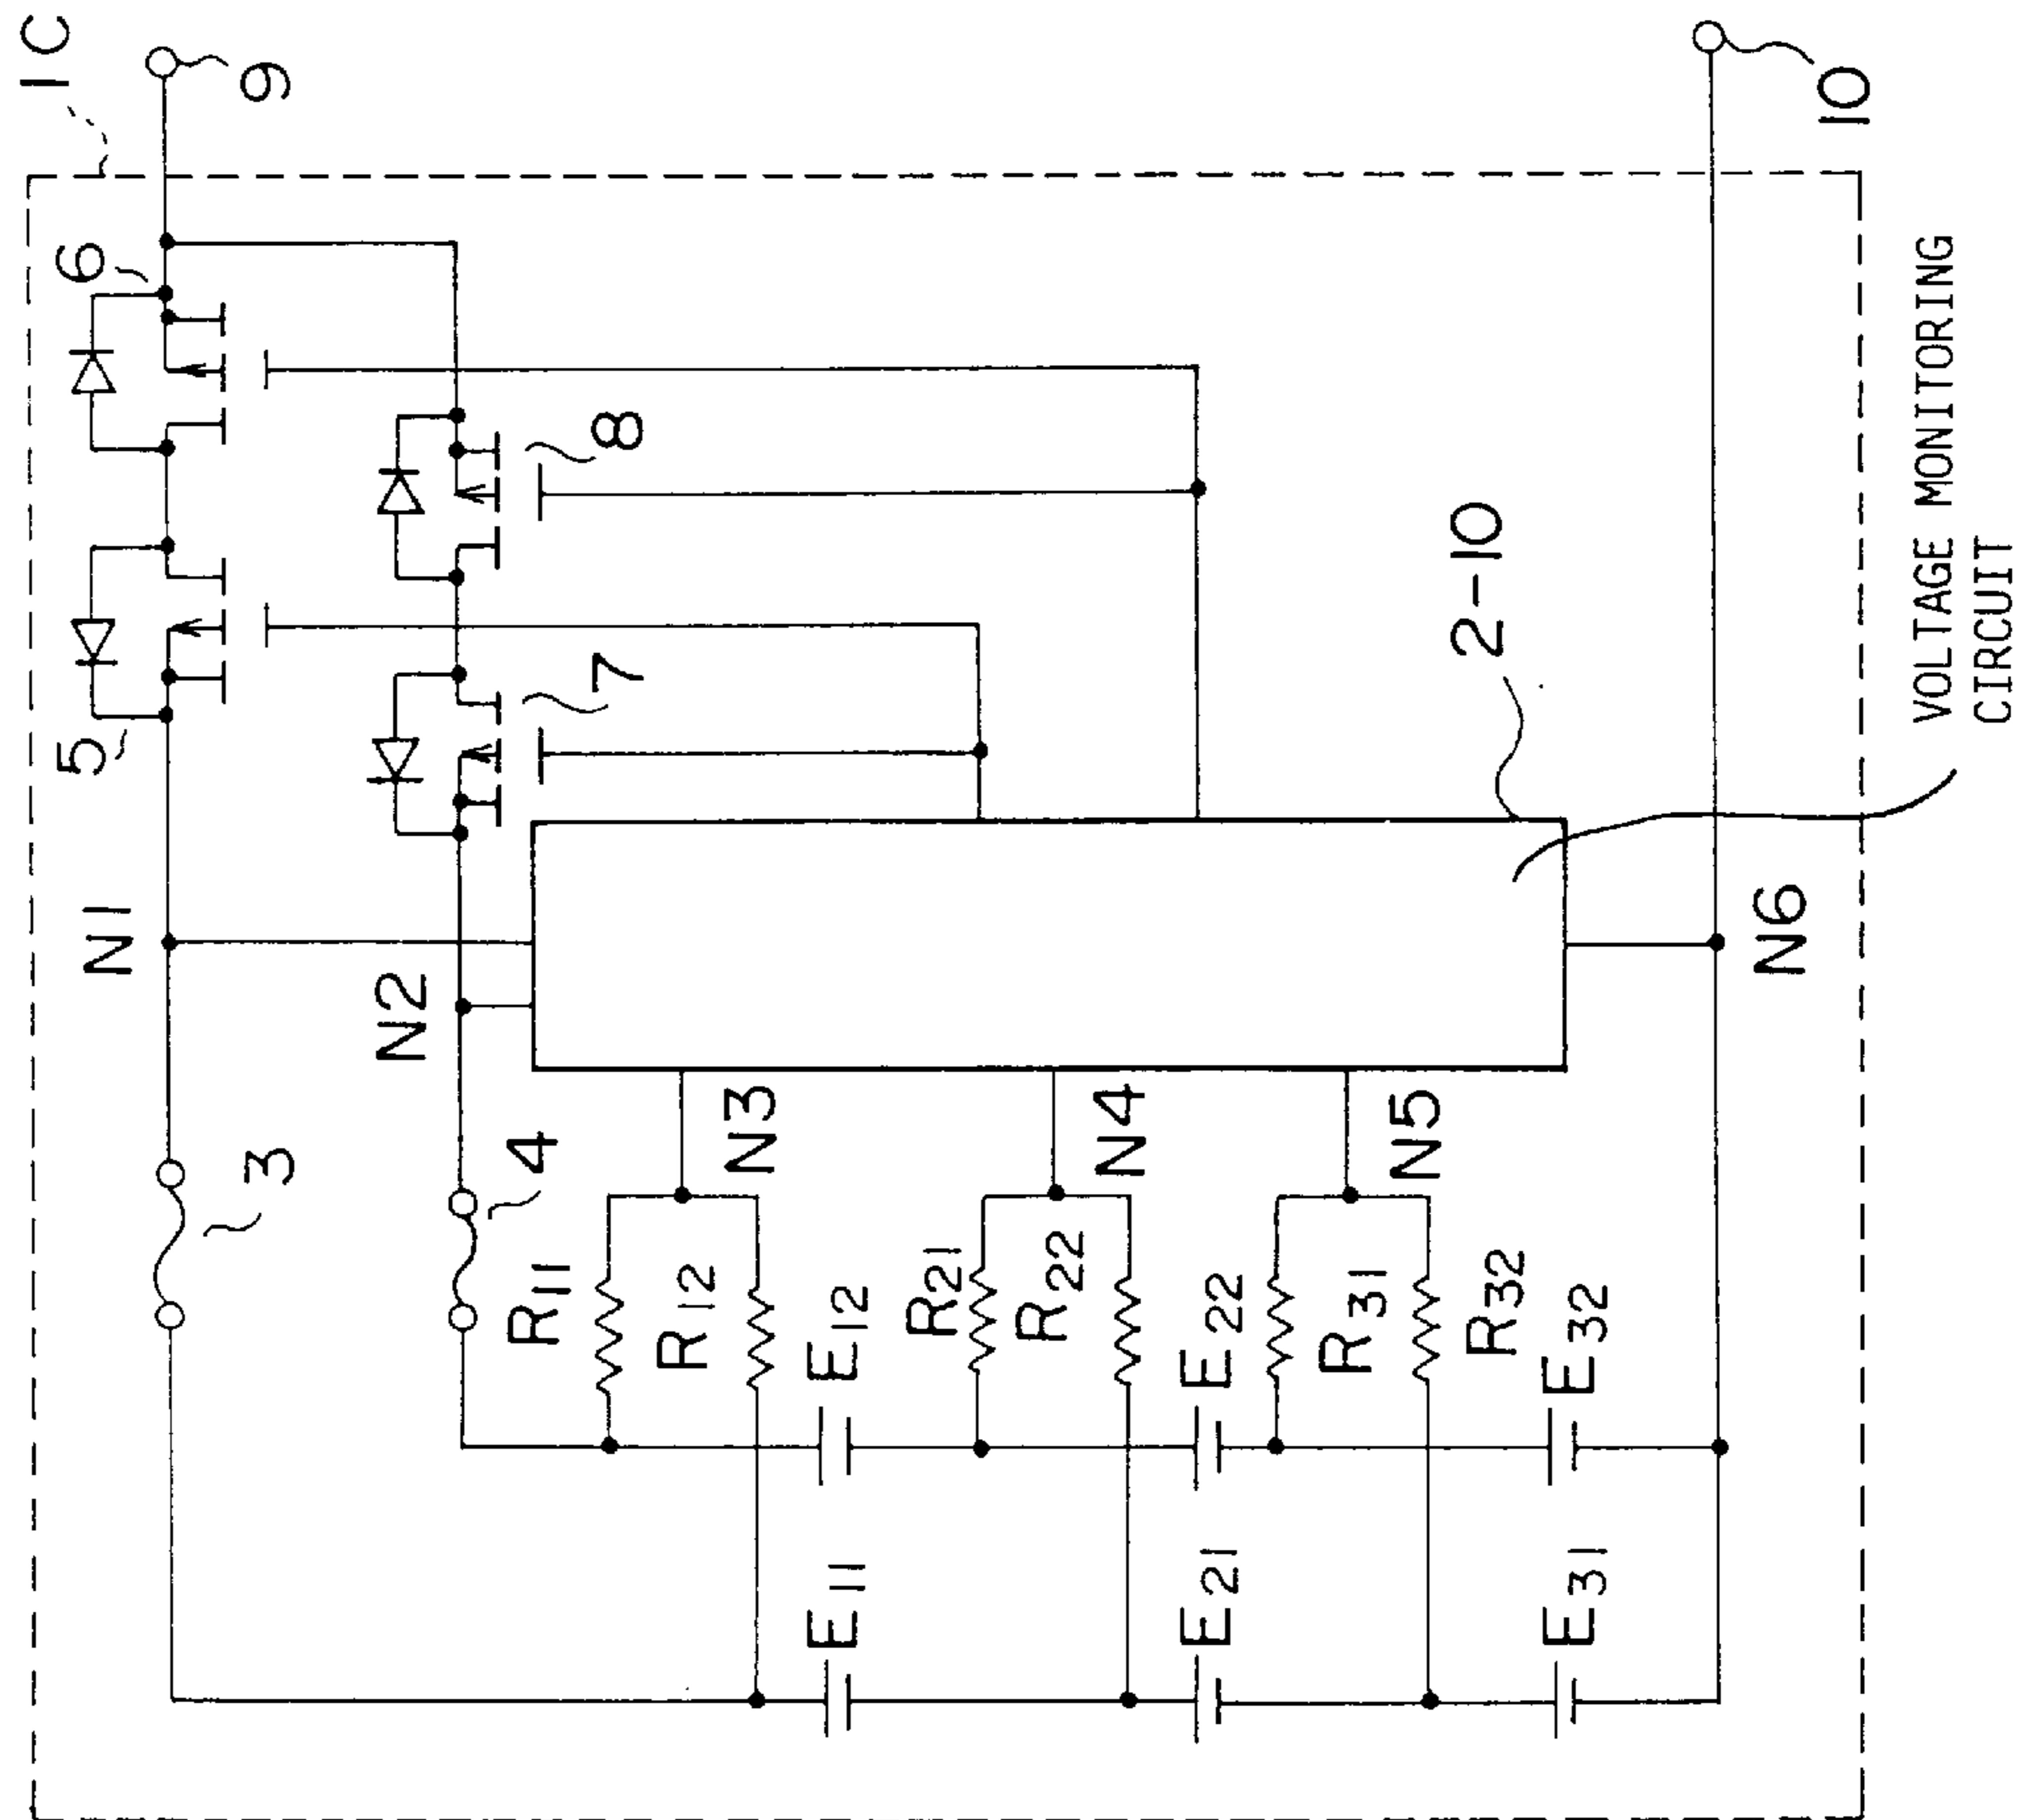 1C
9
6
5
8
7
N1
N2
3
4
2-10
N3
N4
N5
N6
R11
R12
E12
R21
R22
E22
R31
R32
E32
E11
E21
E31
10
VOLTAGE MONITORING
CIRCUIT